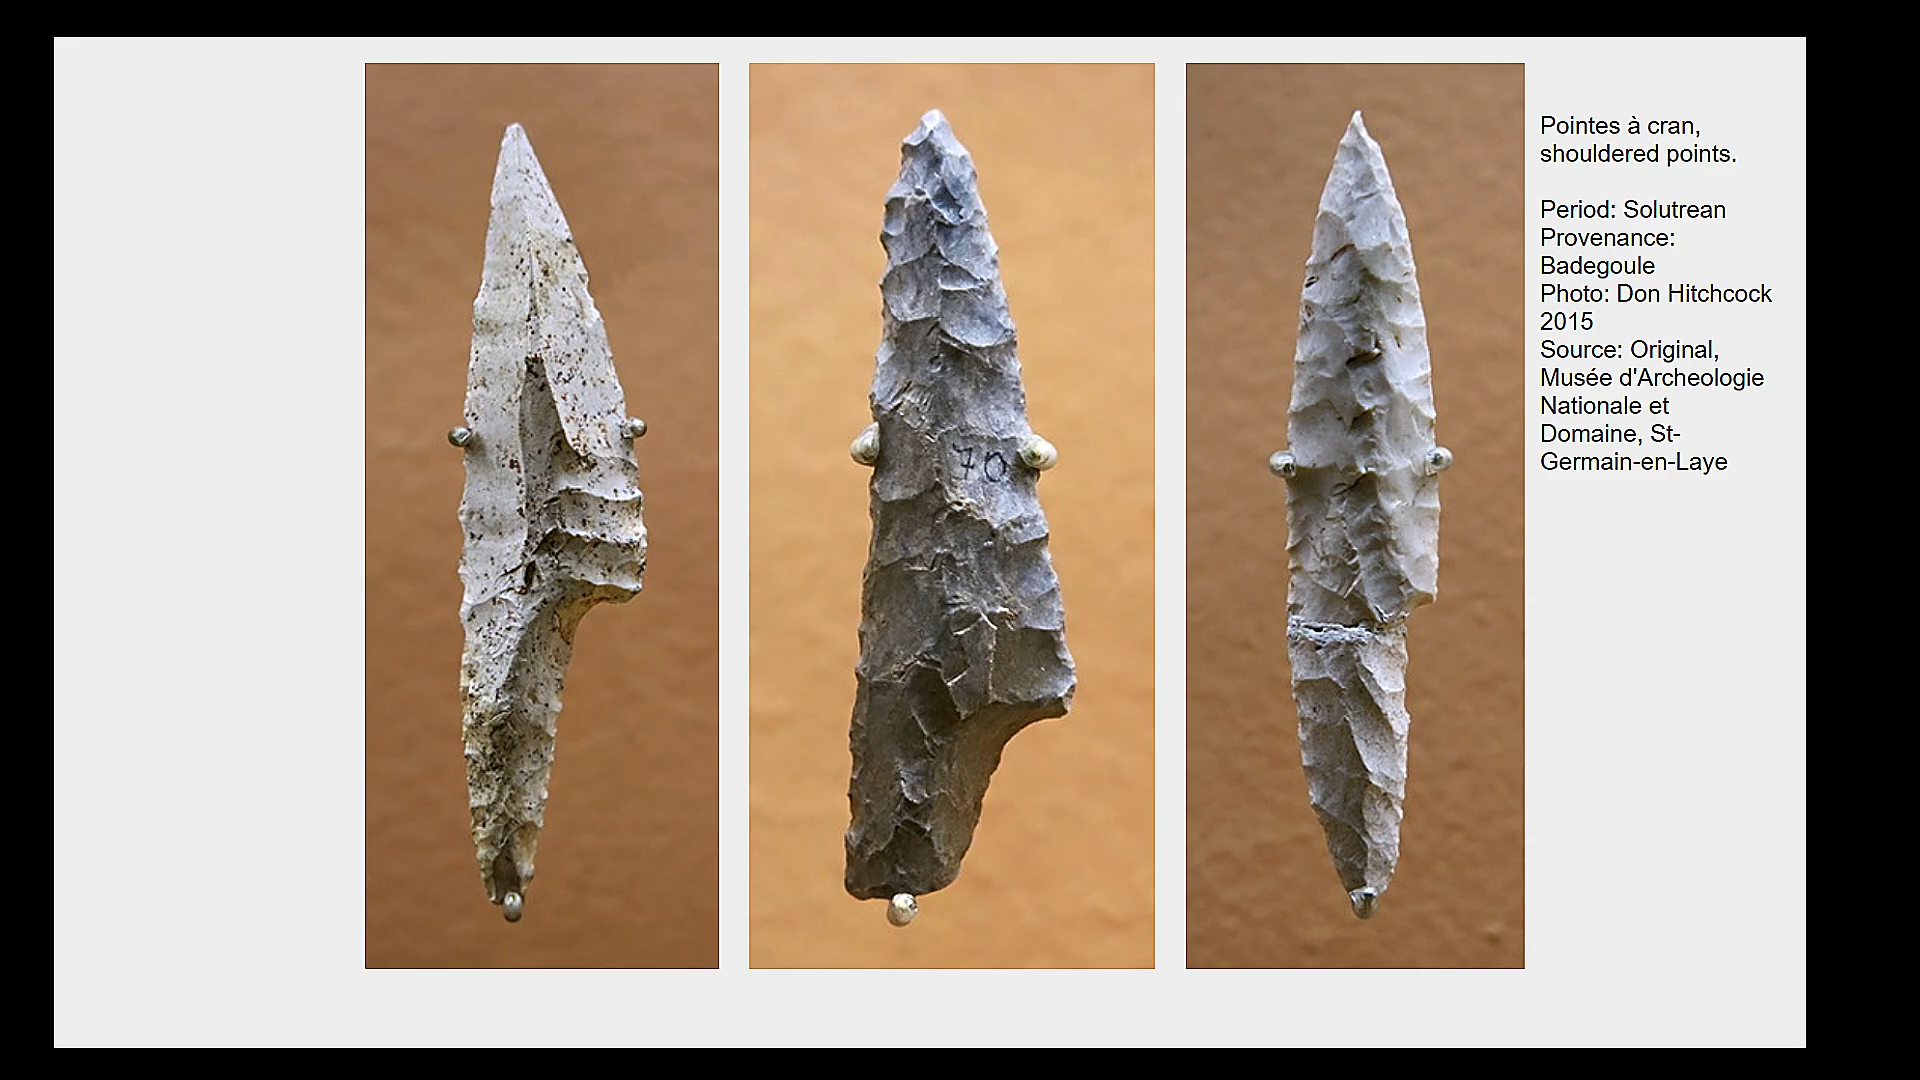 Pointes à cran,
shouldered points.
Period: Solutrean
Provenance:
Badegoule
Photo: Don Hitchcock
2015
Source: Original,
Musée d'Archeologie
Nationale et
Domaine, St-
Germain-en-Laye
70